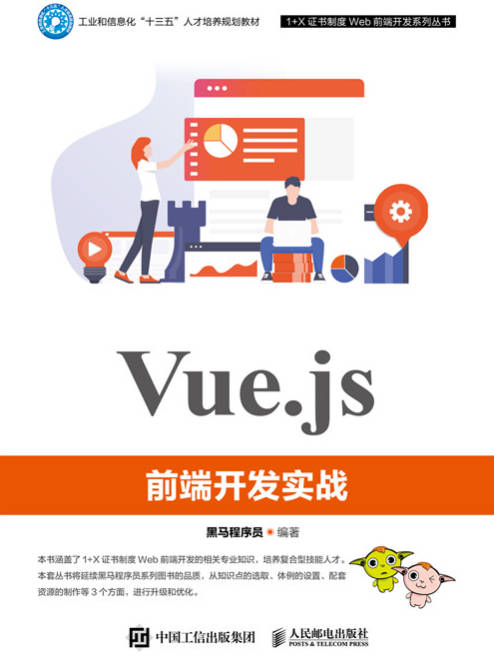 工业和信息化“十三五”人才培养规划教材
1+X 证书制度 Web 前端开发系列丛书
Vue.js
前端开发实战
黑马程序员 编著
本书涵盖了1+X 证书制度 Web 前端开发的相关专业知识，培养复合型技能人才。
本套丛书将延续黑马程序员系列图书的品质，从知识点的选取、体例的设置、配套
资源的制作等 3 个方面，进行升级和优化。
中国工信出版集团
人民邮电出版社
POSTS & TELECOM PRESS